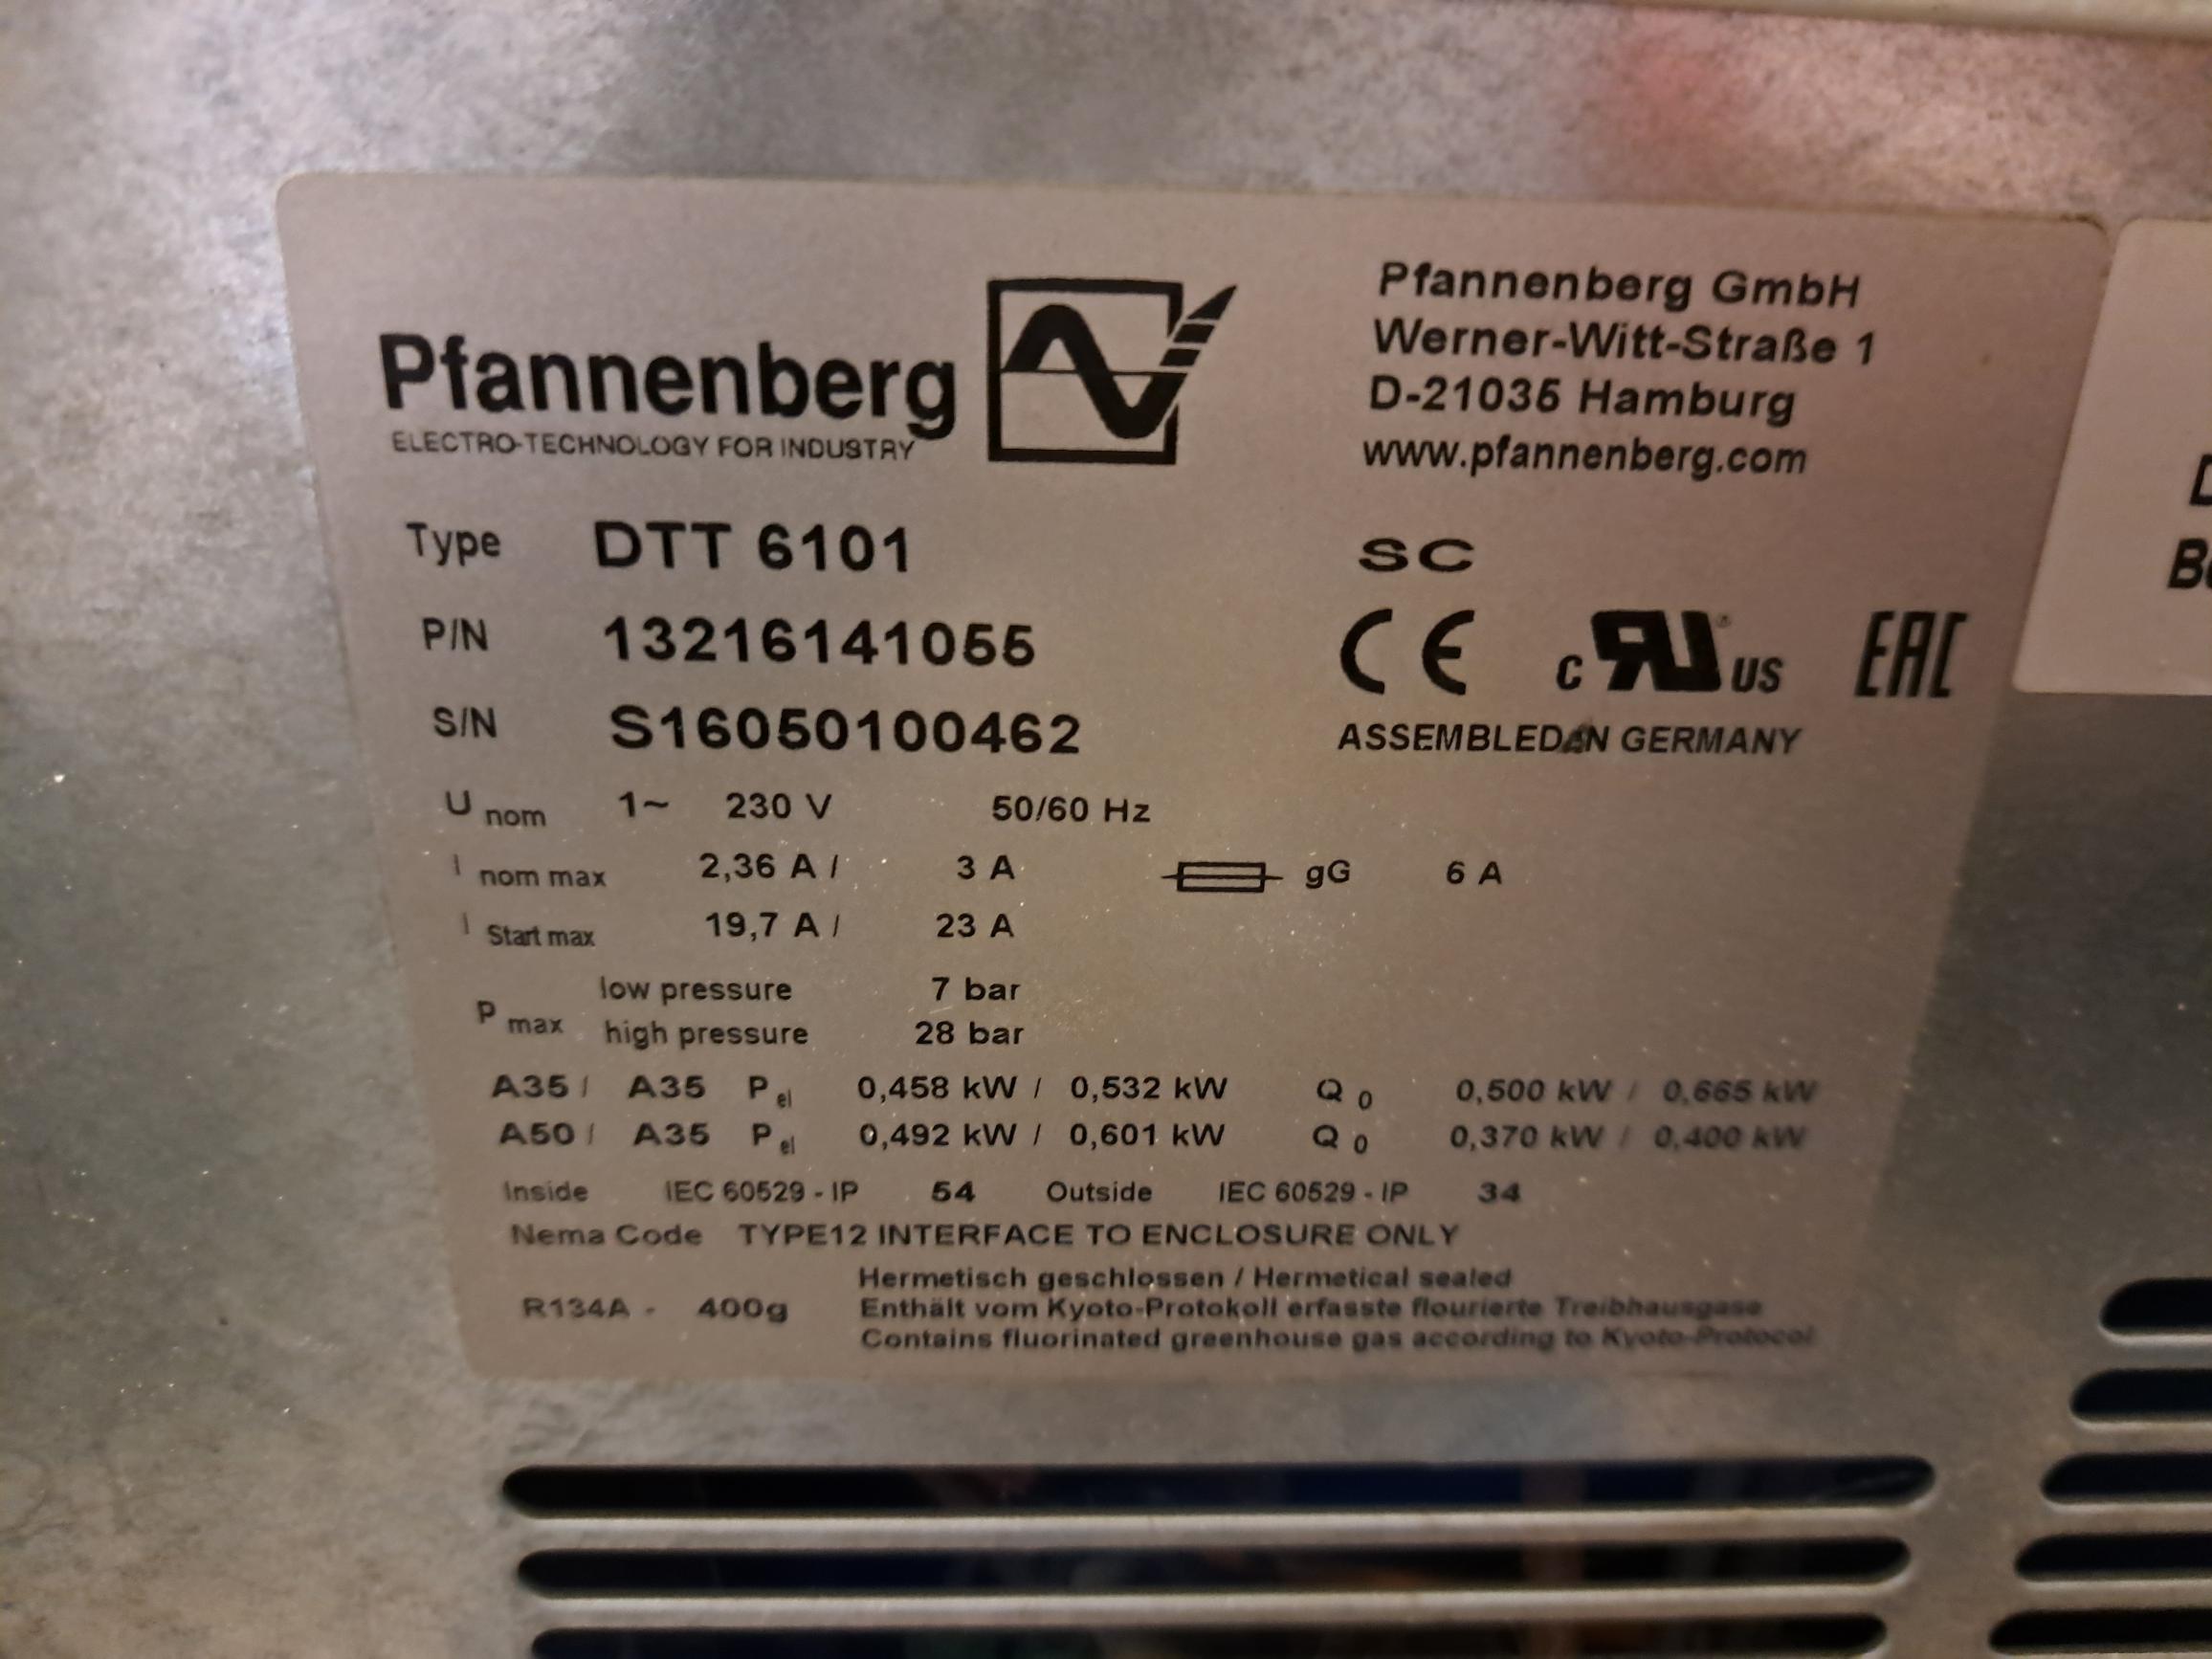 Pfannenberg
ELECTRO-TECHNOLOGY FOR INDUSTRY
Pfannenberg GmbH
Werner-Witt-Straße 1
D-21035 Hamburg
www.pfannenberg.com
Type DTT 6101 SC
P/N 13216141055
CE c RU ® US EAC
S/N S16050100462
ASSEMBLED IN GERMANY
U nom 1~ 230 V 50/60 Hz
I nom max 2,36 A / 3 A gG 6 A
I Start max 19,7 A / 23 A
P max low pressure 7 bar
high pressure 28 bar
A35 / A35 P el 0,458 kW / 0,532 kW Q 0 0,500 kW / 0,665 kW
A50 / A35 P el 0,492 kW / 0,601 kW Q 0 0,370 kW / 0,400 kW
Inside IEC 60529 - IP 54 Outside IEC 60529 - IP 34
Nema Code TYPE12 INTERFACE TO ENCLOSURE ONLY
Hermetisch geschlossen / Hermetical sealed
R134A - 400g Enthält vom Kyoto-Protokoll erfasste flourierte Treibhausgase
Contains fluorinated greenhouse gas according to Kyoto-Protocol